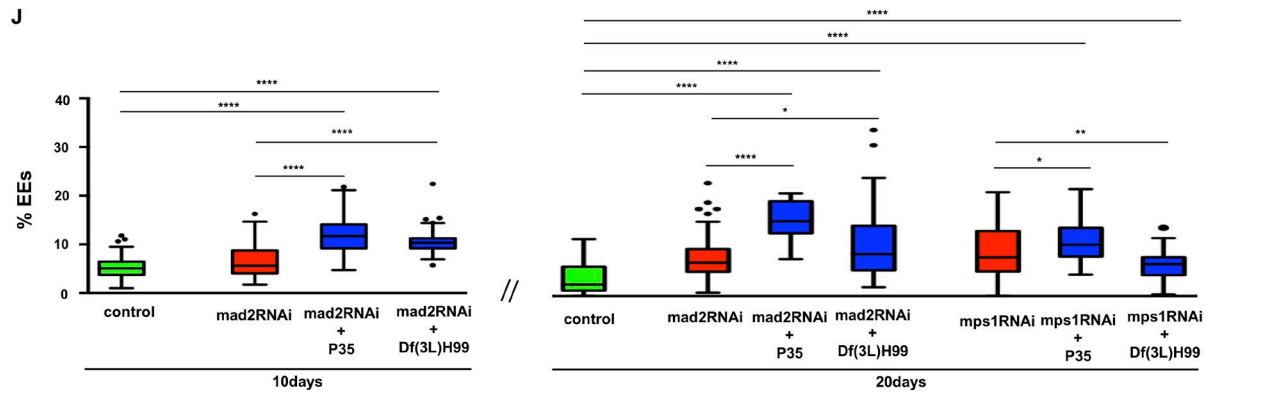 J
****
****
****
****
****
****
****
****
40
****
****
*
30
****
**
% EEs
****
*
20
10
0
//
control
mad2RNAi
mad2RNAi
+
P35
mad2RNAi
+
Df(3L)H99
control
mad2RNAi
mad2RNAi
+
P35
mad2RNAi
+
Df(3L)H99
mps1RNAi
mps1RNAi
+
P35
mps1RNAi
+
Df(3L)H99
10days
20days